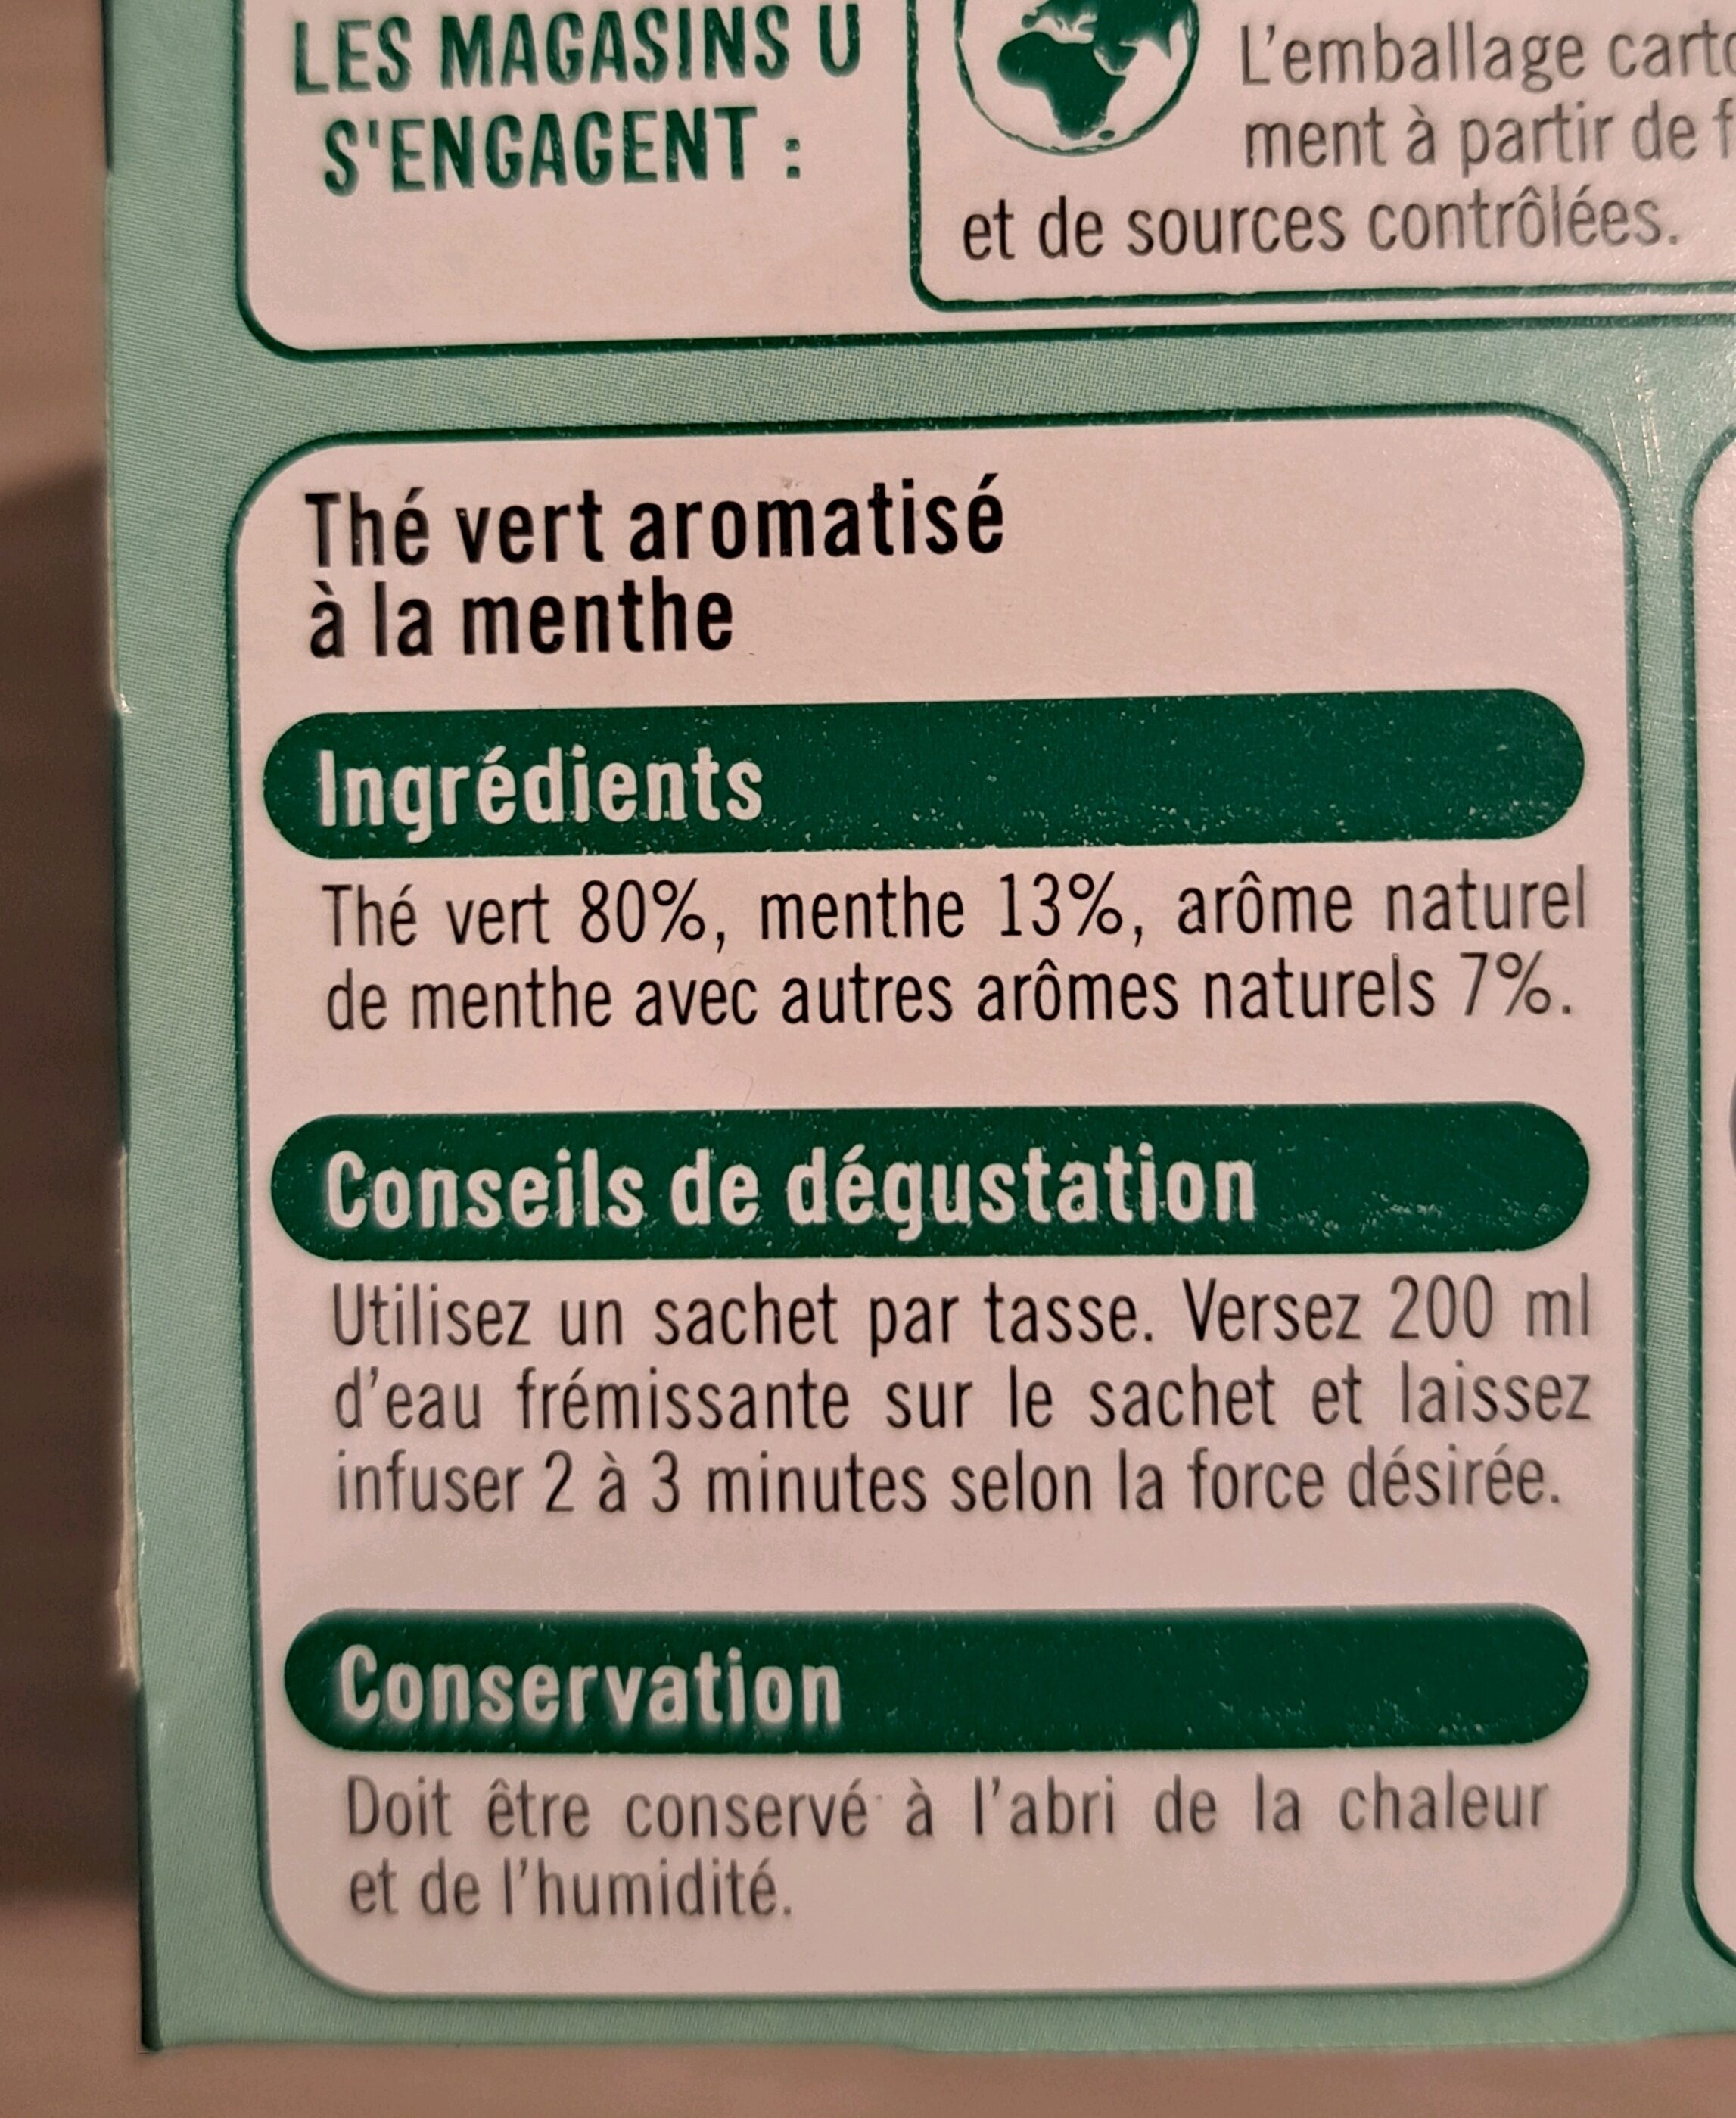 LES MAGASINS U
S'ENGAGENT :
L'emballage
ment à partir de
et de sources contrôlées.
Thé vert aromatisé
à la menthe
Ingrédients
Thé vert 80%, menthe 13%, arôme naturel
de menthe avec autres arômes naturels 7%.
Conseils de dégustation
Utilisez un sachet par tasse. Versez 200 ml
d'eau frémissante sur le sachet et laissez
infuser 2 à 3 minutes selon la force désirée.
Conservation
Doit être conservé à l'abri de la chaleur
et de l'humidité.